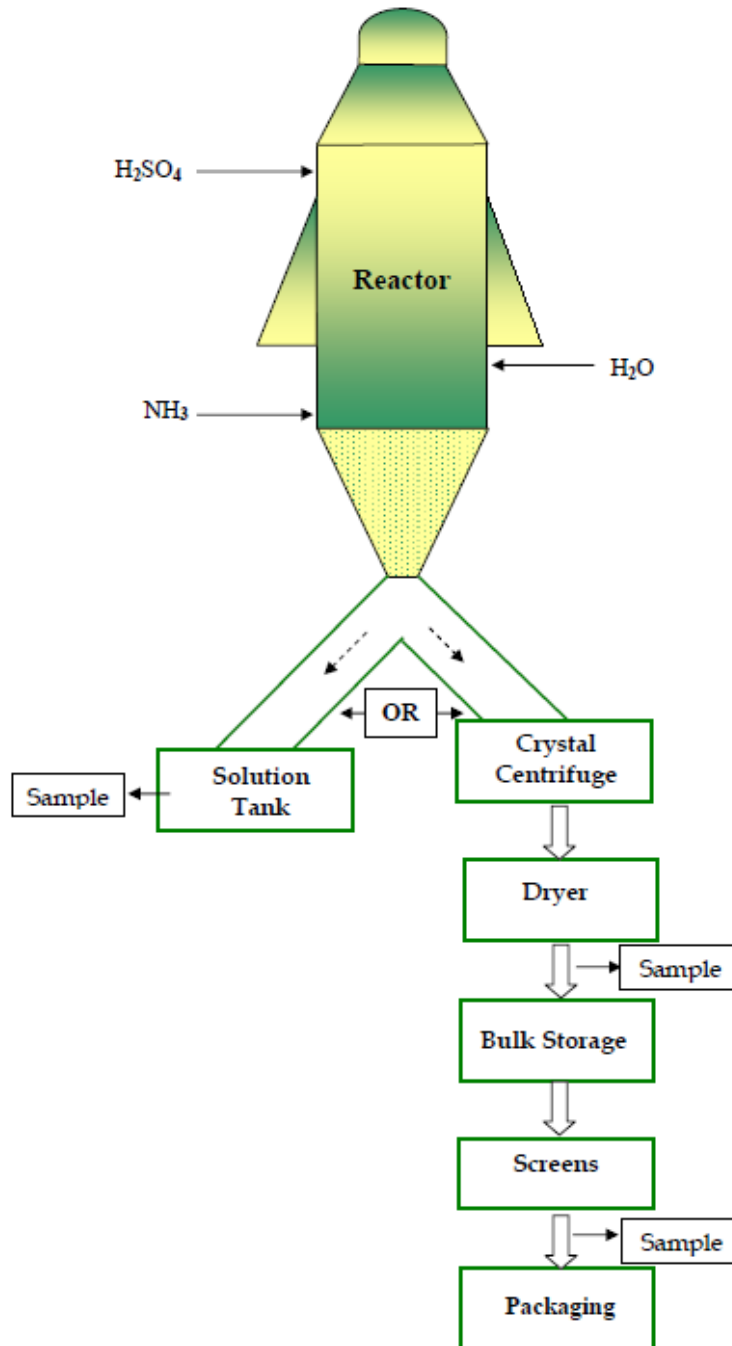 H₂SO₄
Reactor
H₂O
NH₃
OR
Crystal
Centrifuge
Solution
Tank
Sample
Dryer
Sample
Bulk Storage
Screens
Sample
Packaging